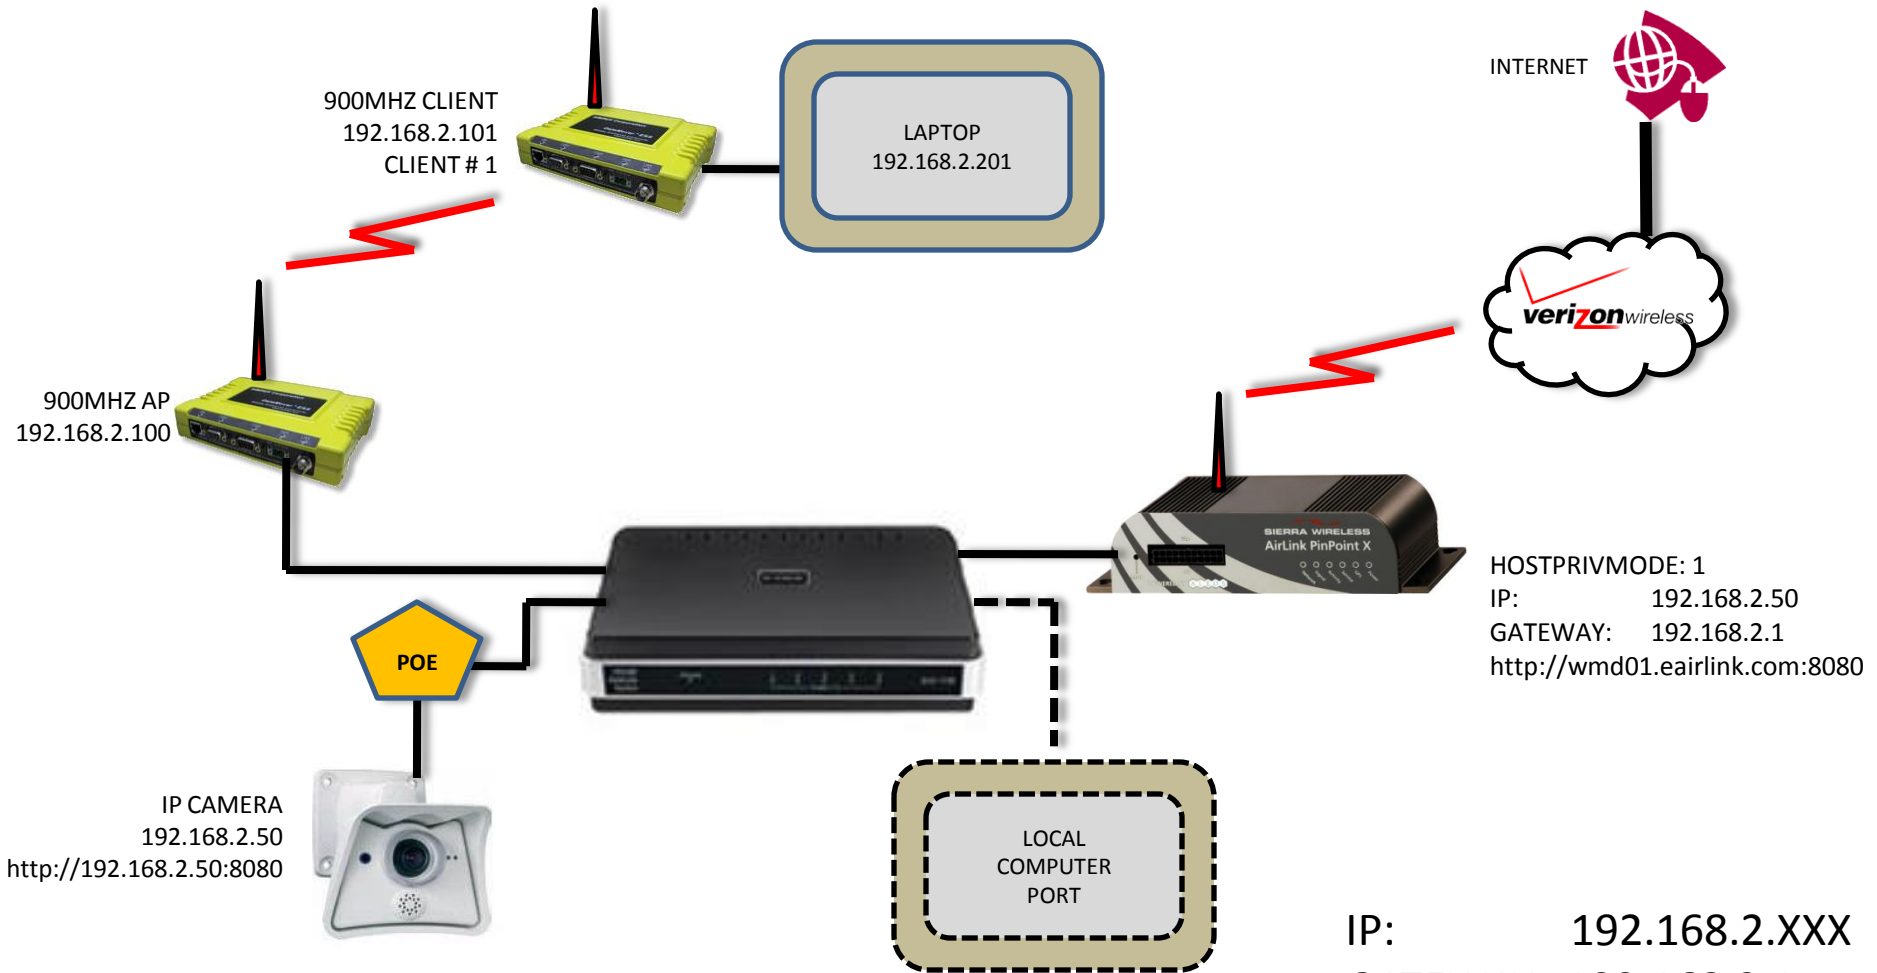 INTERNET
900MHZ CLIENT
192.168.2.101
CLIENT # 1
LAPTOP
192.168.2.201
verizonwireless
900MHZ AP
192.168.2.100
SIERRA WIRELESS
AirLink PinPoint X
HOSTPRIVMODE: 1
IP: 192.168.2.50
GATEWAY: 192.168.2.1
http://wmd01.eairlink.com:8080
POE
IP CAMERA
192.168.2.50
http://192.168.2.50:8080
LOCAL
COMPUTER
PORT
IP: 192.168.2.XXX